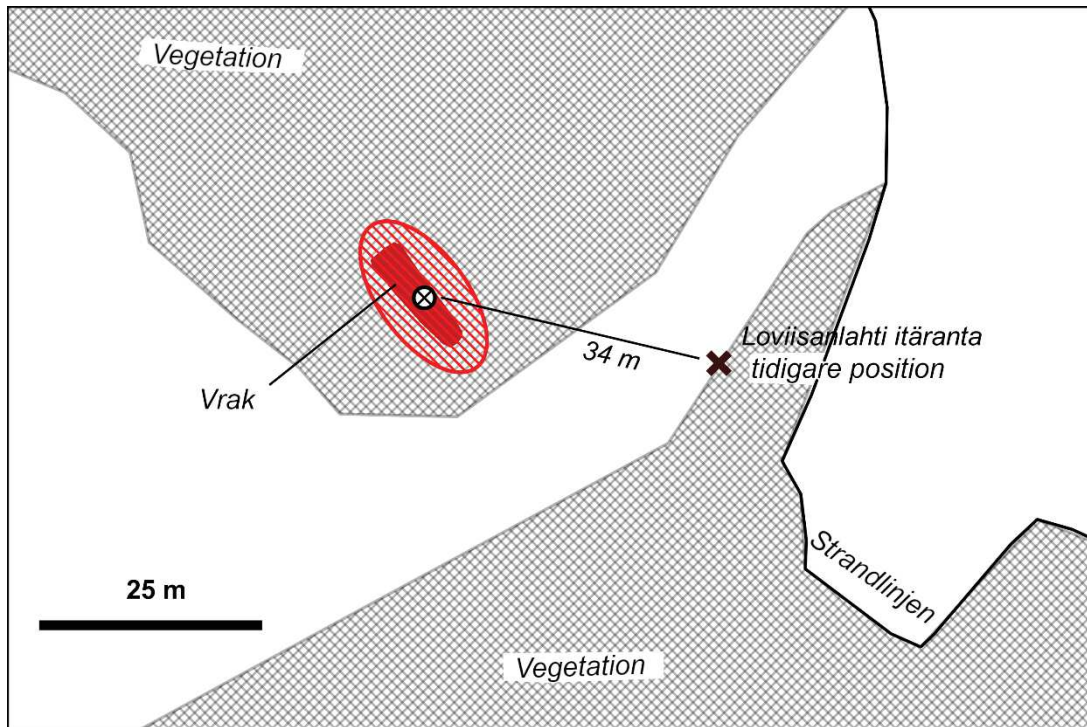 Vegetation
Loviisanlahti itäranta
tidigare position
34 m
Vrak
Strandlinjen
25 m
Vegetation